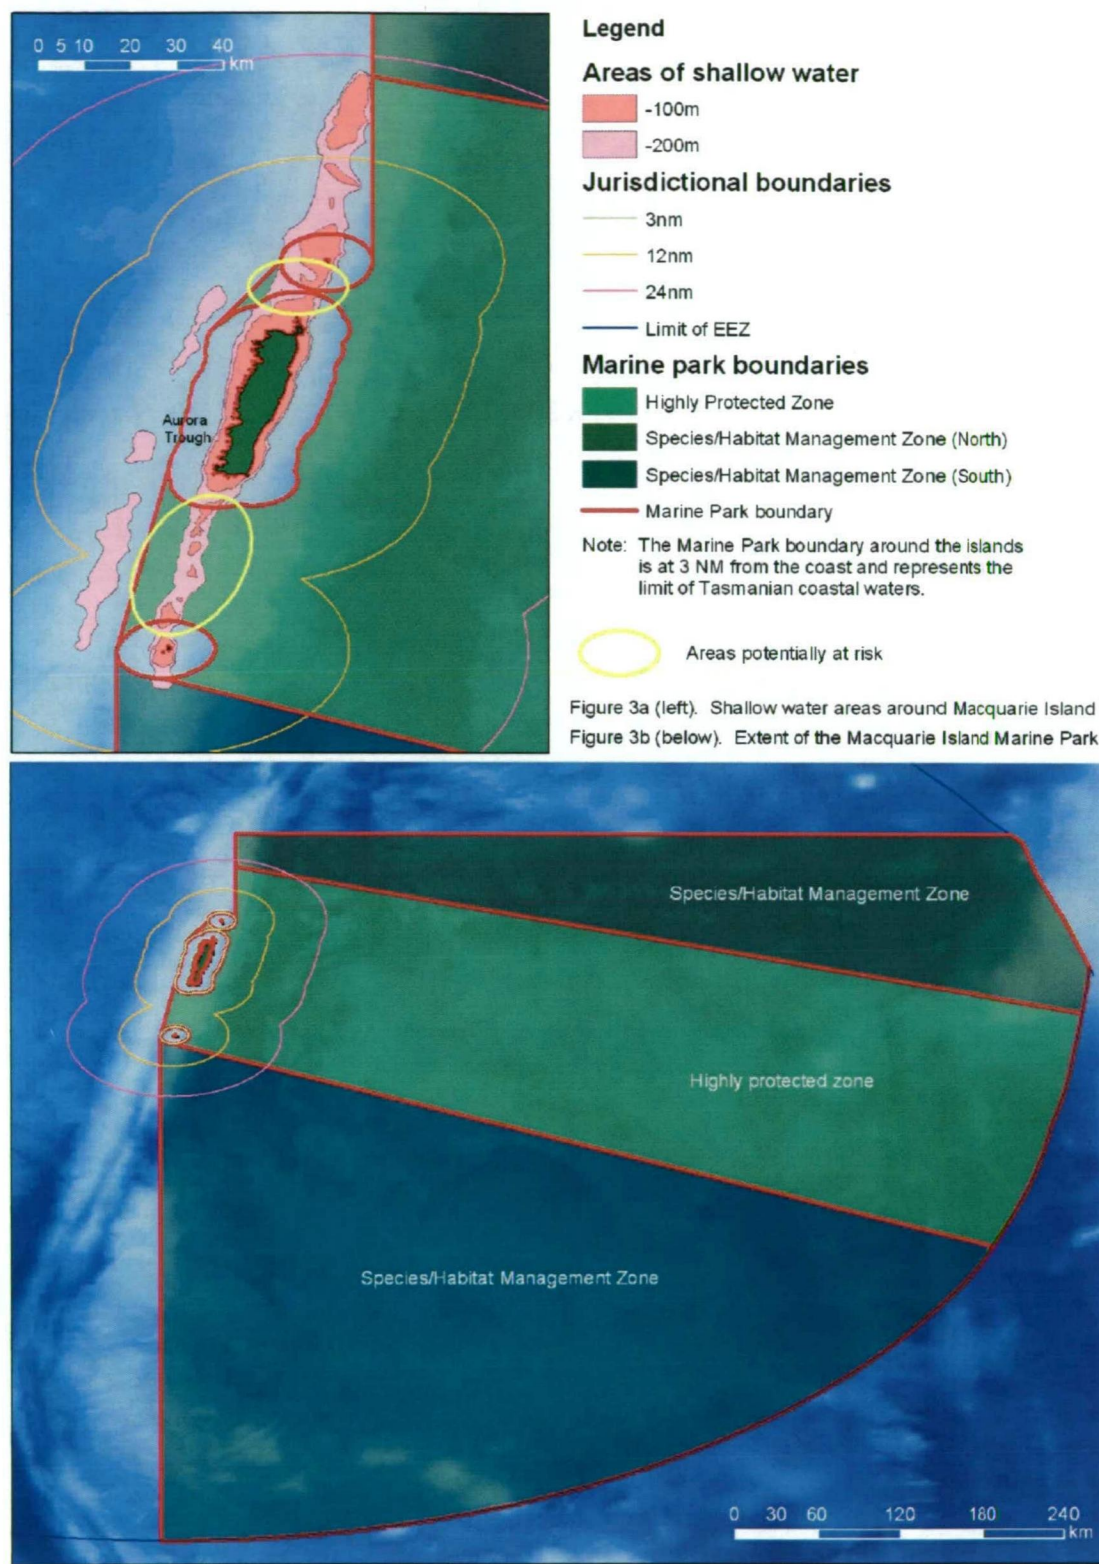 0 5 10 20 30 40
km
Aurora
Trough
Legend
Areas of shallow water
-100m
-200m
Jurisdictional boundaries
3nm
12nm
24nm
Limit of EEZ
Marine park boundaries
Highly Protected Zone
Species/Habitat Management Zone (North)
Species/Habitat Management Zone (South)
Marine Park boundary
Note: The Marine Park boundary around the islands
is at 3 NM from the coast and represents the
limit of Tasmanian coastal waters.
Areas potentially at risk
Figure 3a (left). Shallow water areas around Macquarie Island
Figure 3b (below). Extent of the Macquarie Island Marine Park
Species/Habitat Management Zone
Highly protected zone
Species/Habitat Management Zone
0 30 60 120 180 240
km